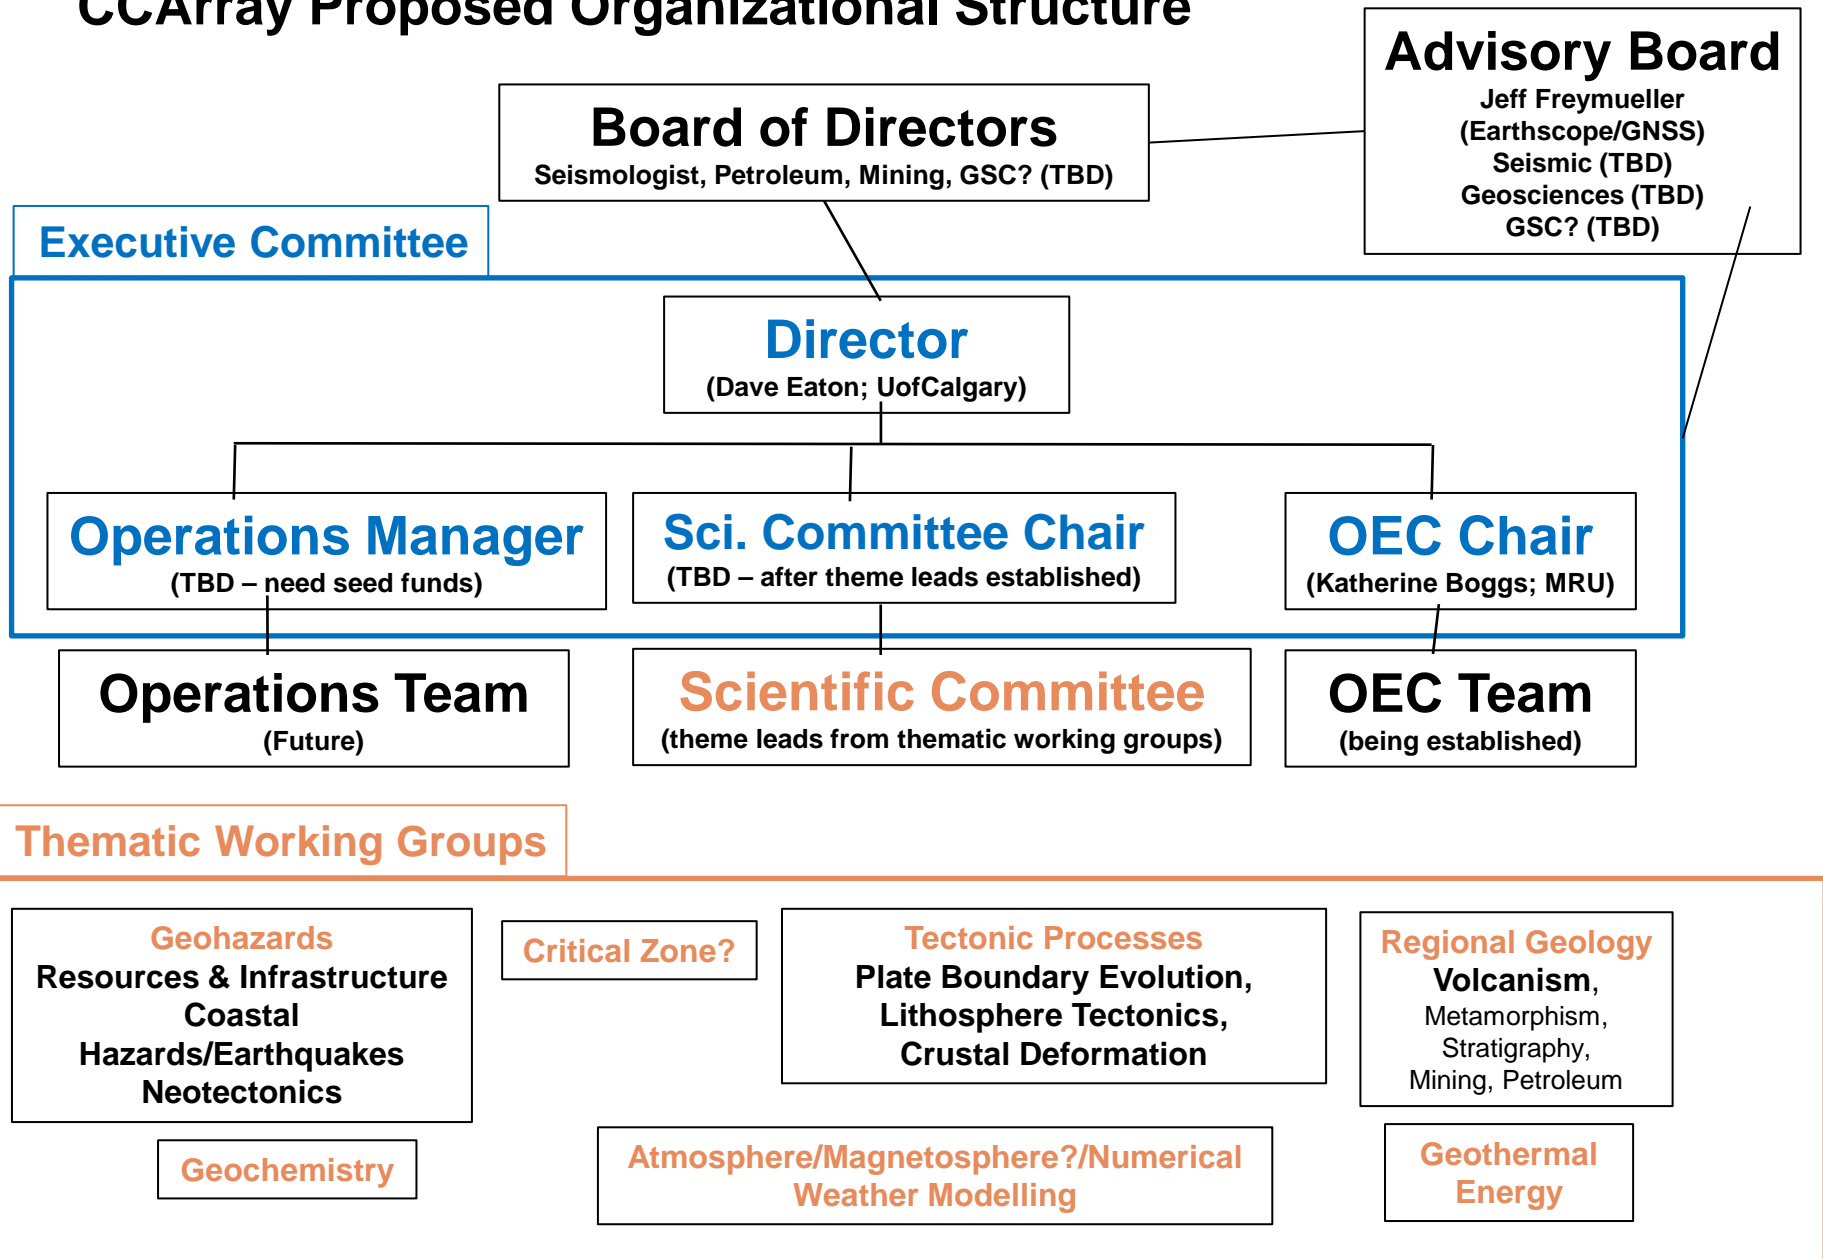 CCArray Proposed Organizational Structure
Advisory Board
Jeff Freymueller
(Earthscope/GNSS)
Seismic (TBD)
Geosciences (TBD)
GSC? (TBD)
Board of Directors
Seismologist, Petroleum, Mining, GSC? (TBD)
Executive Committee
Director
(Dave Eaton; UofCalgary)
Operations Manager
(TBD – need seed funds)
Sci. Committee Chair
(TBD – after theme leads established)
OEC Chair
(Katherine Boggs; MRU)
Operations Team
(Future)
Scientific Committee
(theme leads from thematic working groups)
OEC Team
(being established)
Thematic Working Groups
Geohazards
Resources & Infrastructure
Coastal
Hazards/Earthquakes
Neotectonics
Critical Zone?
Tectonic Processes
Plate Boundary Evolution,
Lithosphere Tectonics,
Crustal Deformation
Regional Geology
Volcanism,
Metamorphism,
Stratigraphy,
Mining, Petroleum
Geochemistry
Atmosphere/Magnetosphere?/Numerical
Weather Modelling
Geothermal
Energy